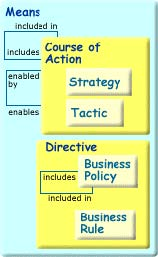 Means
included in
includes
Course of
Action
enabled
by
Strategy
Tactic
enables
Directive
Business
Policy
includes
included in
Business
Rule